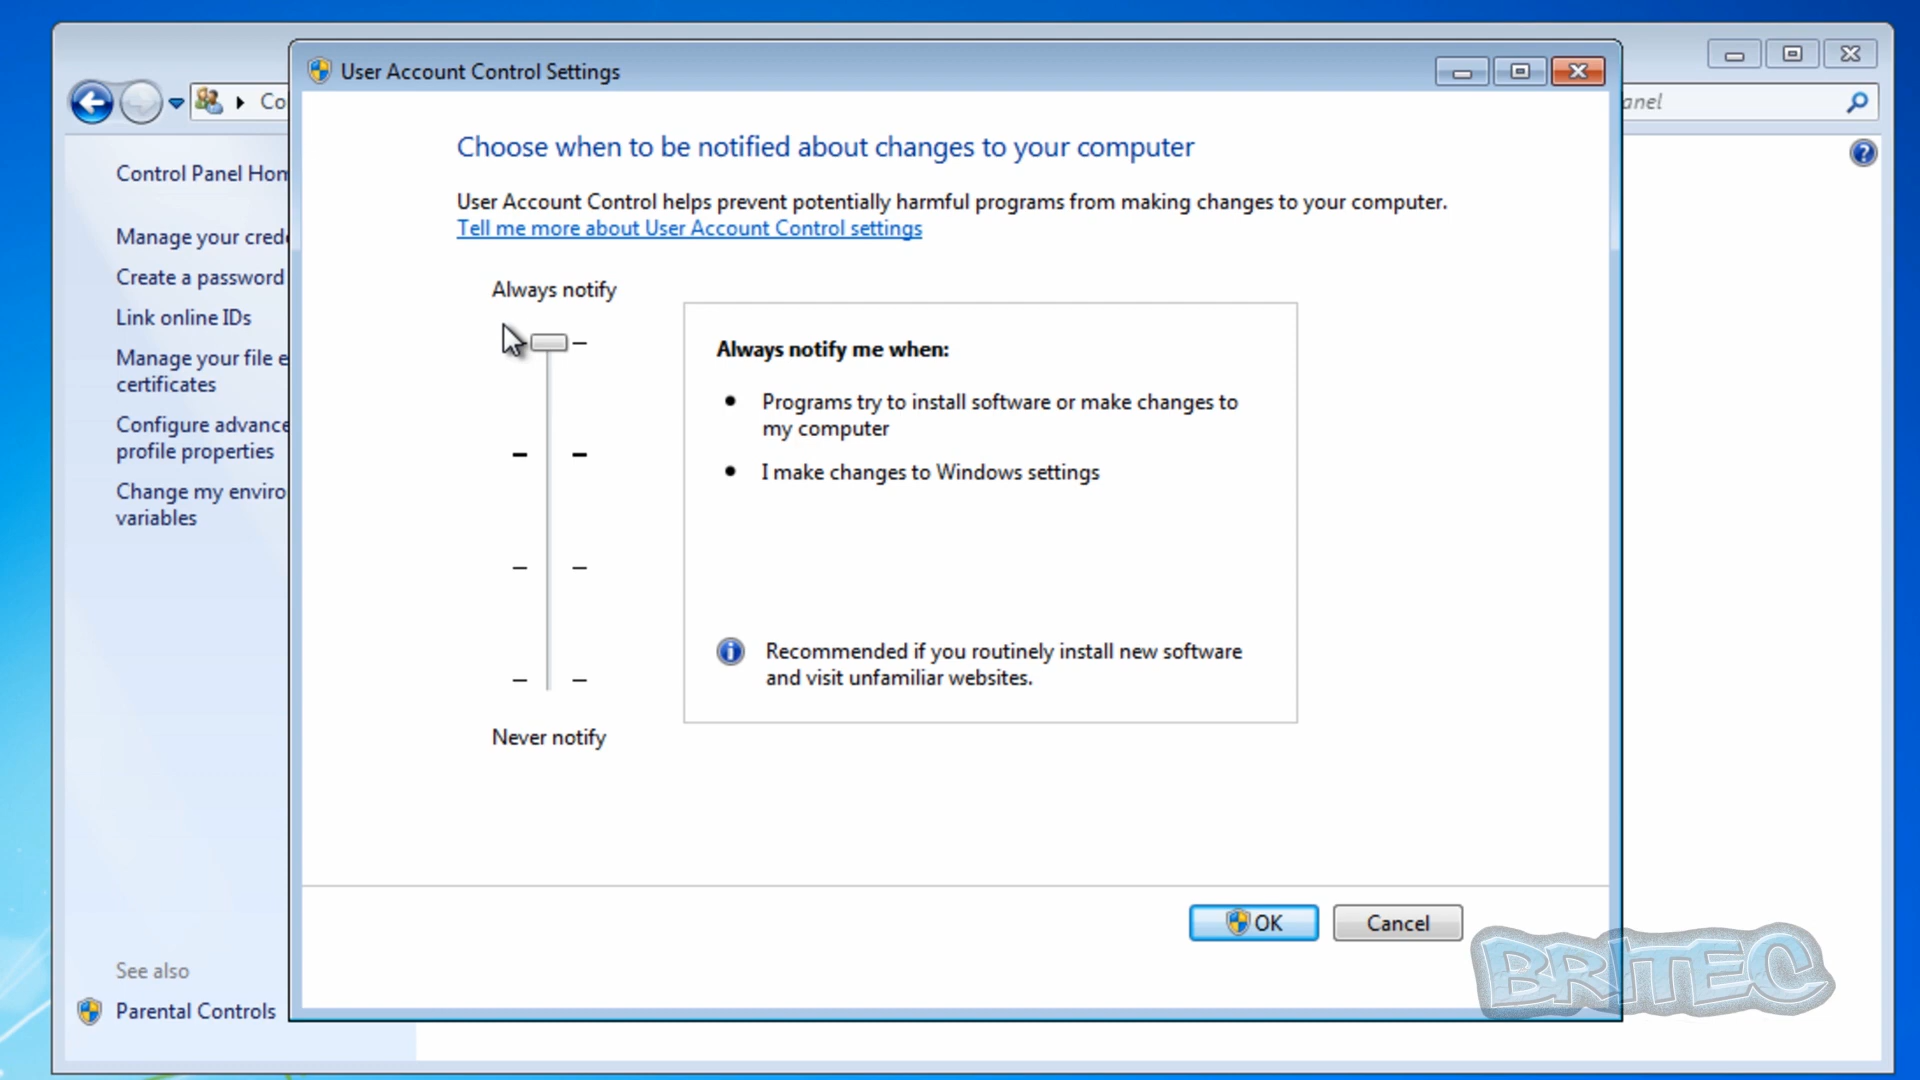 User Account Control Settings
Co
anel
Control Panel Hom
Manage your crede
Create a password
Link online IDs
Manage your file e
certificates
Configure advance
profile properties
Change my enviro
variables
See also
Parental Controls
Choose when to be notified about changes to your computer
User Account Control helps prevent potentially harmful programs from making changes to your computer.
Tell me more about User Account Control settings
Always notify
Never notify
Always notify me when:
• Programs try to install software or make changes to
my computer
• I make changes to Windows settings
Recommended if you routinely install new software
and visit unfamiliar websites.
OK
Cancel
BRITEC